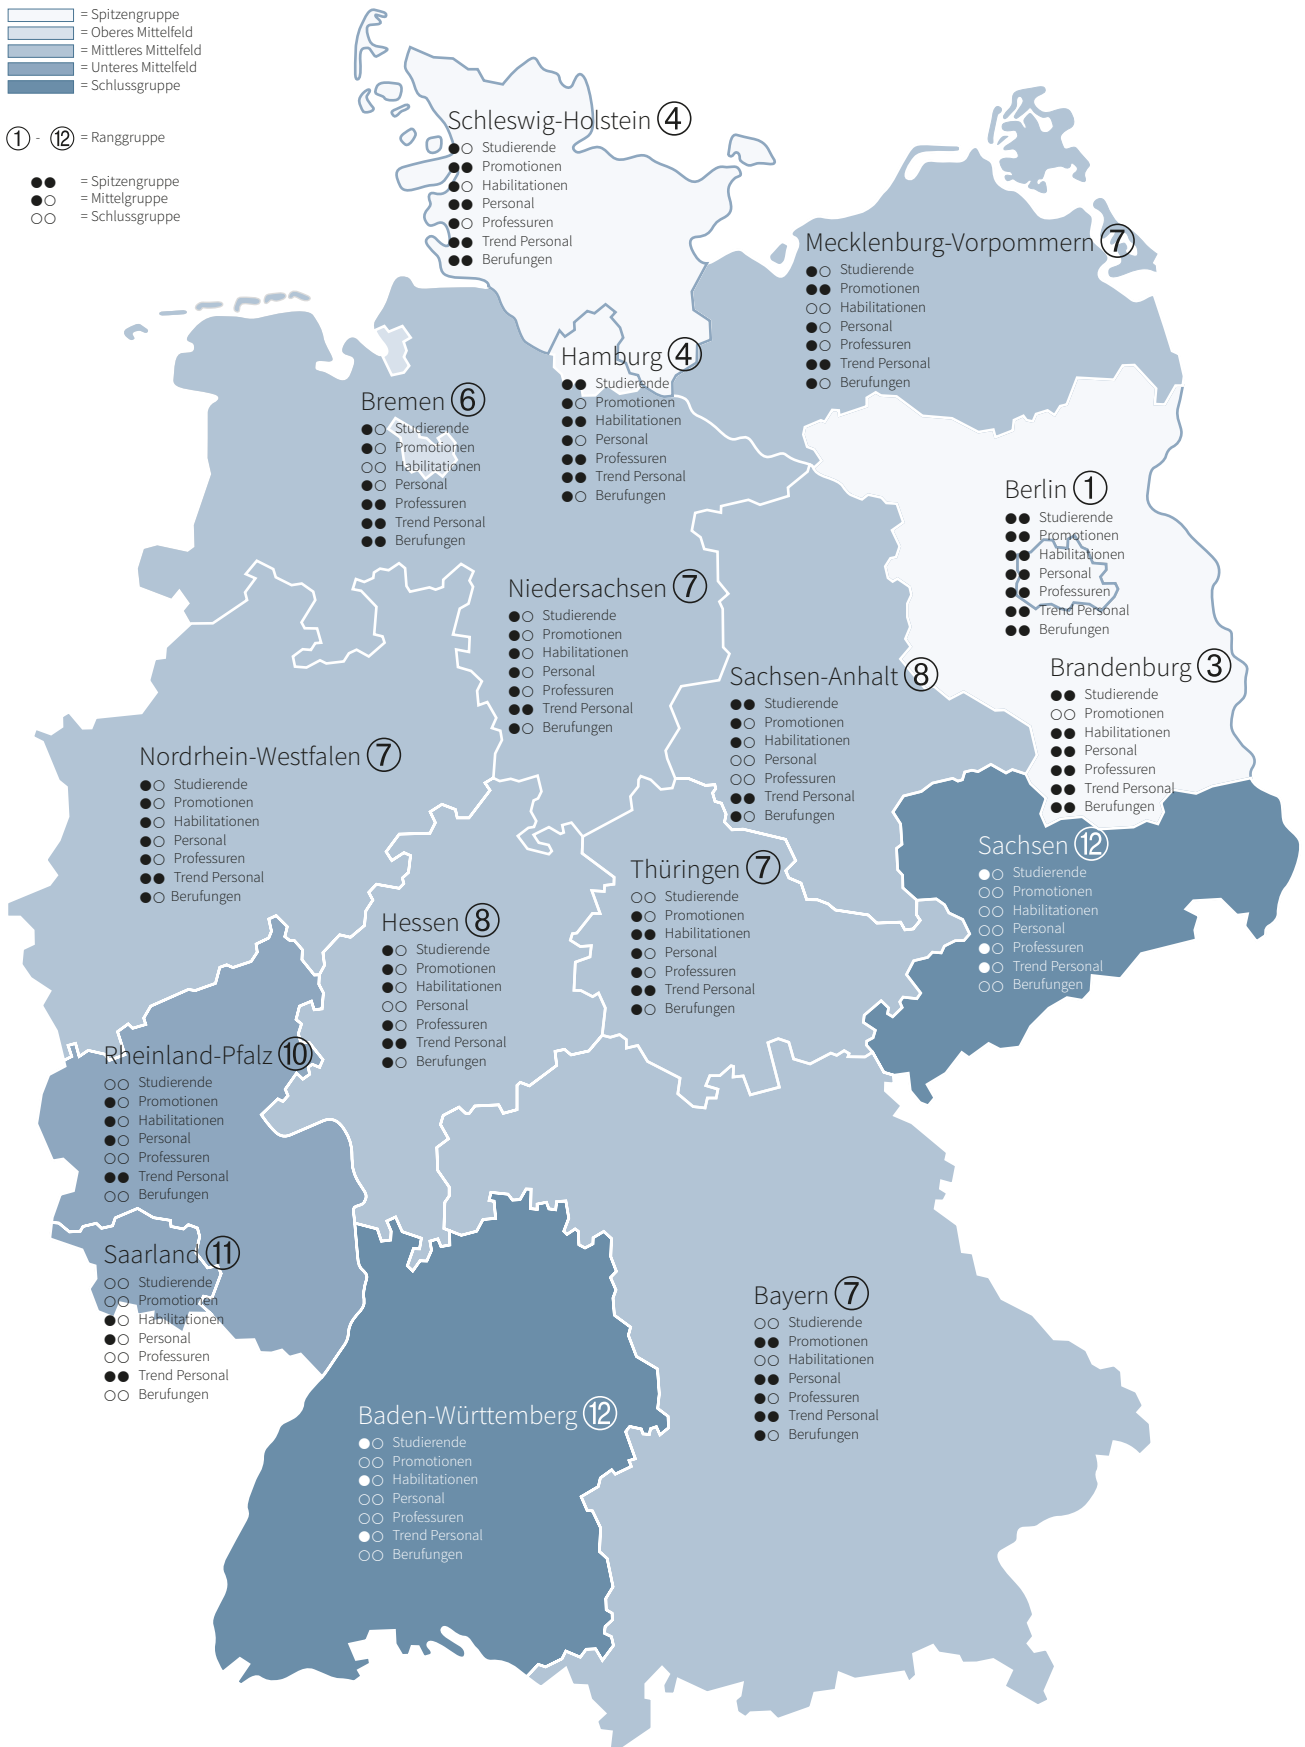 = Spitzengruppe
= Oberes Mittelfeld
= Mittleres Mittelfeld
= Unteres Mittelfeld
= Schlussgruppe
① - ⑫ = Ranggruppe
●● = Spitzengruppe
●○ = Mittelgruppe
○○ = Schlussgruppe
Schleswig-Holstein ④
●○ Studierende
●● Promotionen
●○ Habilitationen
●● Personal
●○ Professuren
●● Trend Personal
●● Berufungen
Mecklenburg-Vorpommern ⑦
●○ Studierende
●● Promotionen
○○ Habilitationen
●○ Personal
●○ Professuren
●● Trend Personal
●○ Berufungen
Hamburg ④
●● Studierende
●○ Promotionen
●● Habilitationen
●○ Personal
●● Professuren
●● Trend Personal
●○ Berufungen
Bremen ⑥
●○ Studierende
●○ Promotionen
○○ Habilitationen
●○ Personal
●● Professuren
●● Trend Personal
●● Berufungen
Berlin ①
●● Studierende
●● Promotionen
●● Habilitationen
●● Personal
●● Professuren
●● Trend Personal
●● Berufungen
Niedersachsen ⑦
●○ Studierende
●○ Promotionen
●○ Habilitationen
●○ Personal
●○ Professuren
●● Trend Personal
●○ Berufungen
Brandenburg ③
●● Studierende
○○ Promotionen
●● Habilitationen
●● Personal
●● Professuren
●● Trend Personal
●● Berufungen
Sachsen-Anhalt ⑧
●● Studierende
●○ Promotionen
●○ Habilitationen
○○ Personal
○○ Professuren
●● Trend Personal
●○ Berufungen
Nordrhein-Westfalen ⑦
●○ Studierende
●○ Promotionen
●○ Habilitationen
●○ Personal
●○ Professuren
●● Trend Personal
●○ Berufungen
Sachsen ⑫
●○ Studierende
○○ Promotionen
○○ Habilitationen
○○ Personal
●○ Professuren
●○ Trend Personal
○○ Berufungen
Thüringen ⑦
○○ Studierende
●○ Promotionen
●● Habilitationen
●○ Personal
●○ Professuren
●● Trend Personal
●○ Berufungen
Hessen ⑧
●○ Studierende
●○ Promotionen
●○ Habilitationen
○○ Personal
●○ Professuren
●● Trend Personal
●○ Berufungen
Rheinland-Pfalz ⑩
○○ Studierende
●○ Promotionen
●○ Habilitationen
●○ Personal
○○ Professuren
●● Trend Personal
○○ Berufungen
Saarland ⑪
○○ Studierende
○○ Promotionen
●○ Habilitationen
●○ Personal
○○ Professuren
●● Trend Personal
○○ Berufungen
Bayern ⑦
○○ Studierende
●● Promotionen
○○ Habilitationen
●● Personal
●○ Professuren
●● Trend Personal
●○ Berufungen
Baden-Württemberg ⑫
●○ Studierende
○○ Promotionen
●○ Habilitationen
○○ Personal
○○ Professuren
●○ Trend Personal
○○ Berufungen